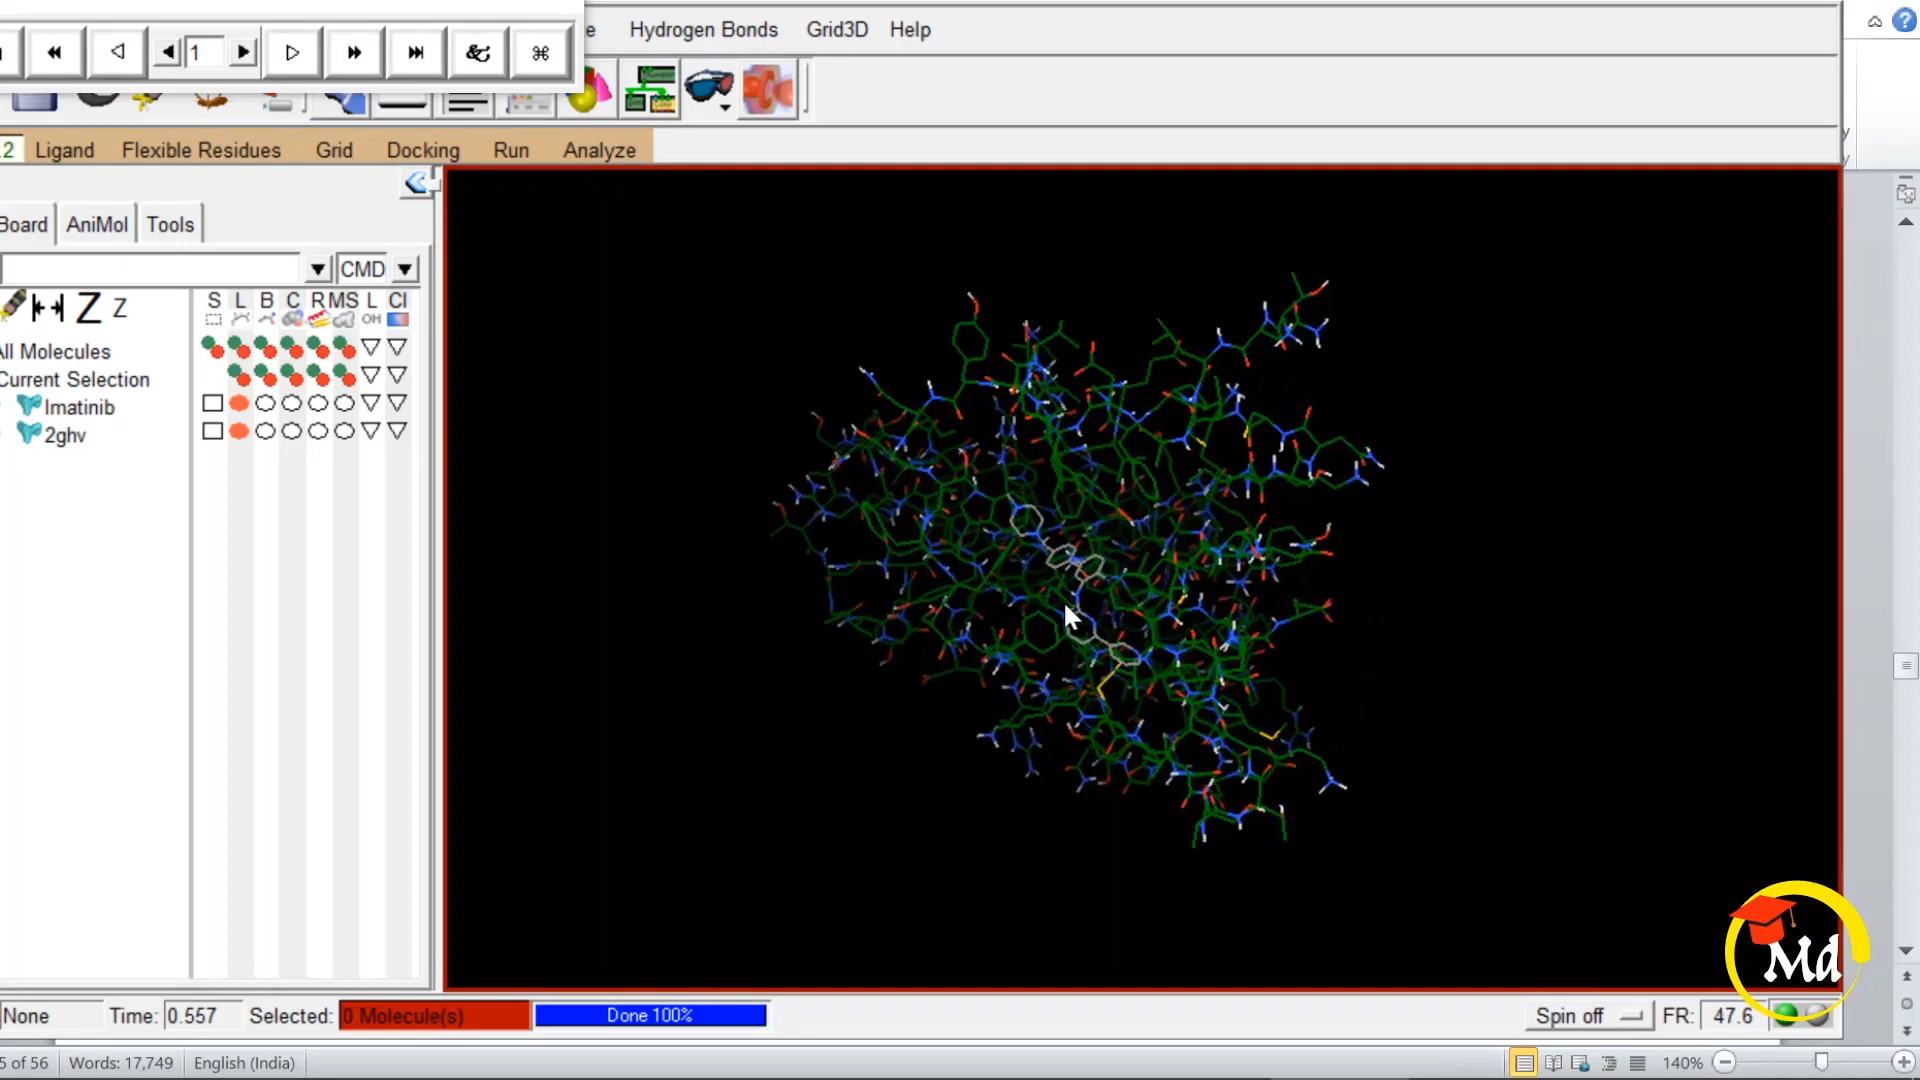 1
Hydrogen Bonds Grid3D Help
Ligand Flexible Residues Grid Docking Run Analyze
Board AniMol Tools
CMD
Z Z S L B C R MS L Cl
OH
All Molecules
Current Selection
Imatinib
2ghv
Md
None Time: 0.557 Selected: 0 Molecule(s) Done 100% Spin off FR: 47.6
5 of 56 Words: 17,749 English (India) 140%